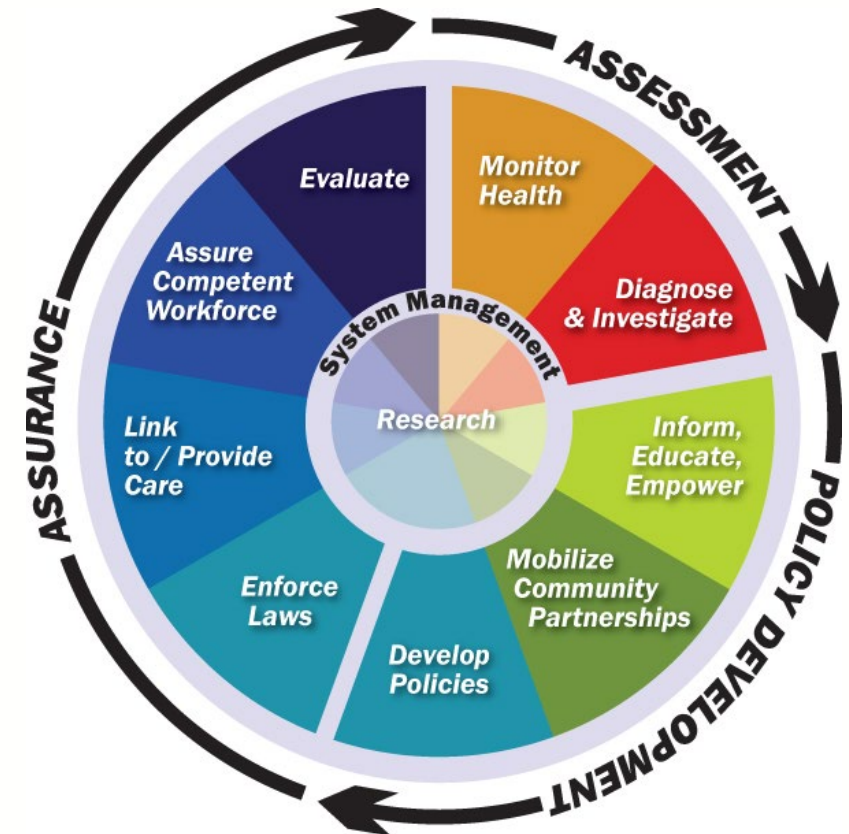 ASSESSMENT
Monitor
Health
Diagnose
& Investigate
POLICY DEVELOPMENT
Inform,
Educate,
Empower
Mobilize
Community
Partnerships
Develop
Policies
ASSURANCE
Enforce
Laws
Link
to / Provide
Care
Assure
Competent
Workforce
Evaluate
System Management
Research